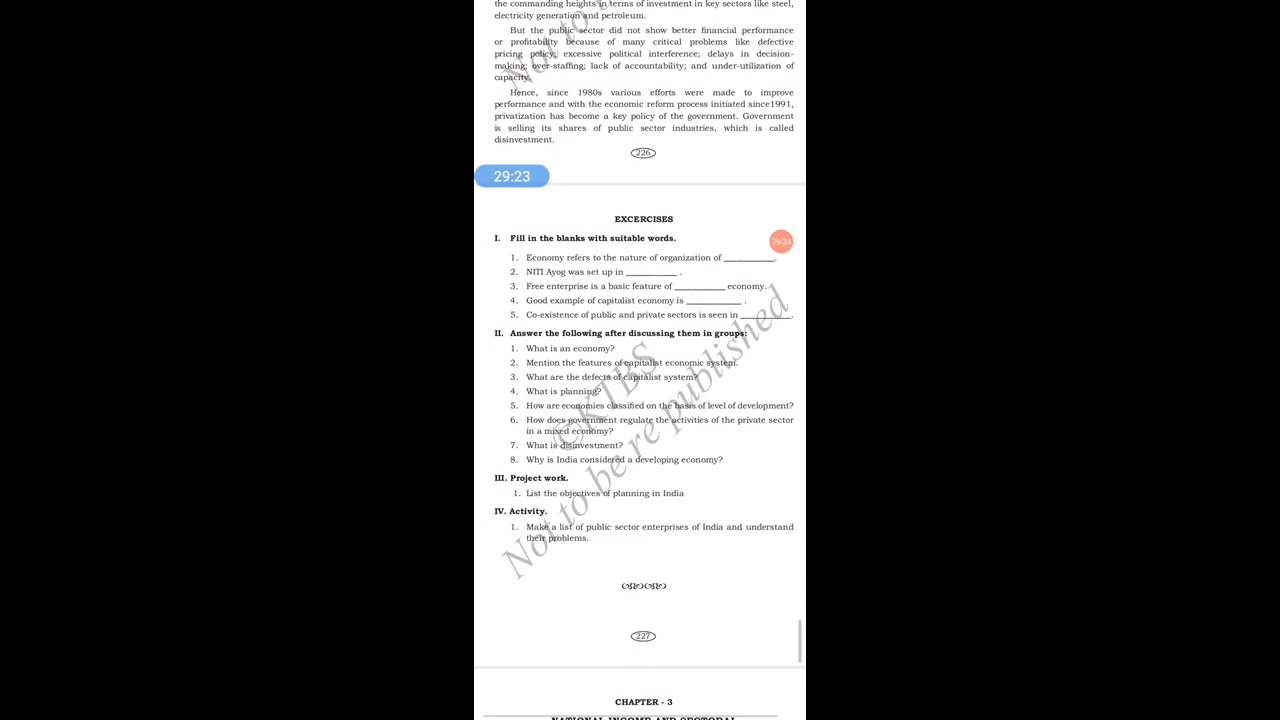 the commanding heights in terms of investment in key sectors like steel,
electricity generation and petroleum.
But the public sector did not show better financial performance
or profitability because of many critical problems like defective
pricing policy; excessive political interference; delays in decision-
making; over-staffing; lack of accountability; and under-utilization of
capacity.
Hence, since 1980s various efforts were made to improve
performance and with the economic reform process initiated since1991,
privatization has become a key policy of the government. Government
is selling its shares of public sector industries, which is called
disinvestment.
226
29:23
EXCERCISES
29:24
I. Fill in the blanks with suitable words.
1. Economy refers to the nature of organization of ___________.
2. NITI Ayog was set up in ___________ .
3. Free enterprise is a basic feature of ___________ economy.
4. Good example of capitalist economy is ____________ .
5. Co-existence of public and private sectors is seen in ___________.
II. Answer the following after discussing them in groups:
1. What is an economy?
2. Mention the features of capitalist economic system.
3. What are the defects of capitalist system?
4. What is planning?
5. How are economies classified on the basis of level of development?
6. How does government regulate the activities of the private sector
in a mixed economy?
7. What is disinvestment?
8. Why is India considered a developing economy?
III. Project work.
1. List the objectives of planning in India
IV. Activity.
1. Make a list of public sector enterprises of India and understand
their problems.
©KTBS
Not to be re published
227
CHAPTER - 3
NATIONAL INCOME AND SECTORAL